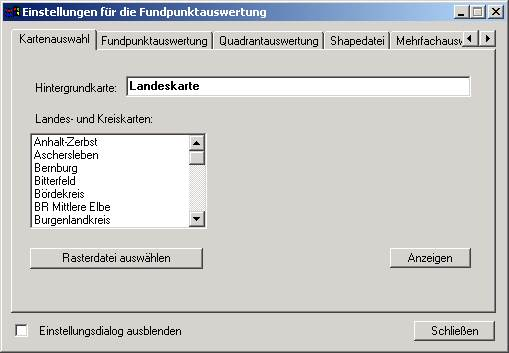 Einstellungen für die Fundpunktauswertung
Kartenauswahl Fundpunktauswertung Quadrantauswertung Shapedatei Mehrfachausw
Hintergrundkarte: Landeskarte
Landes- und Kreiskarten:
Anhalt-Zerbst
Aschersleben
Bernburg
Bitterfeld
Bördekreis
BR Mittlere Elbe
Burgenlandkreis
Rasterdatei auswählen Anzeigen
Einstellungsdialog ausblenden Schließen